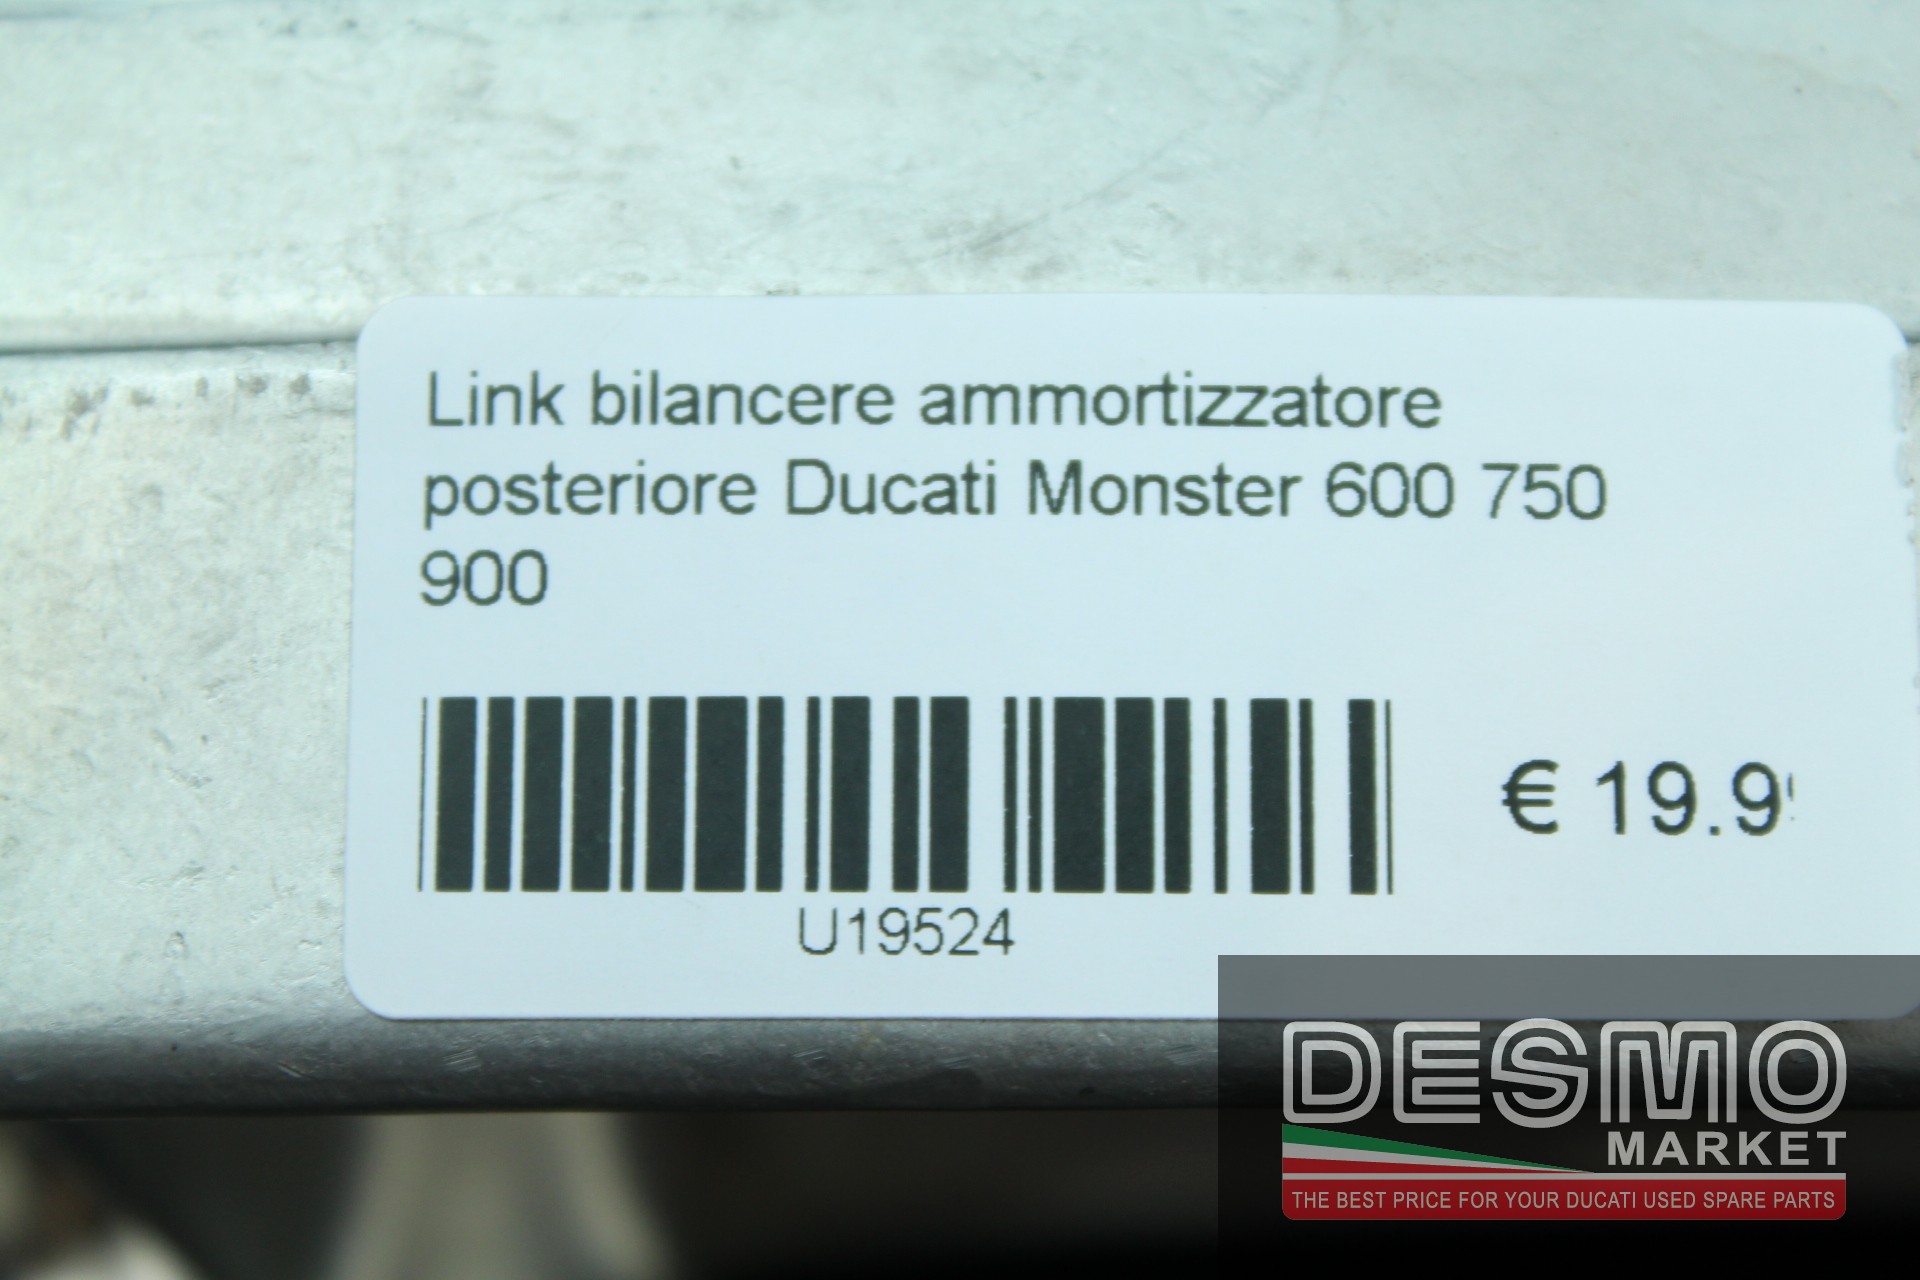 Link bilancere ammortizzatore
posteriore Ducati Monster 600 750
900
€ 19.9
U19524
DESMO
MARKET
THE BEST PRICE FOR YOUR DUCATI USED SPARE PARTS